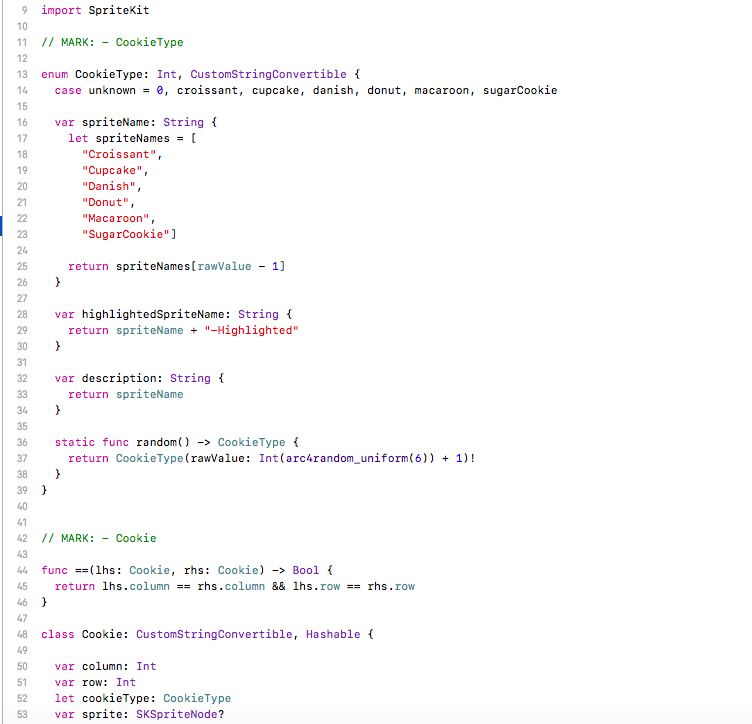 9 import SpriteKit
10
11 // MARK: - CookieType
12
13 enum CookieType: Int, CustomStringConvertible {
14   case unknown = 0, croissant, cupcake, danish, donut, macaroon, sugarCookie
15
16   var spriteName: String {
17     let spriteNames = [
18       "Croissant",
19       "Cupcake",
20       "Danish",
21       "Donut",
22       "Macaroon",
23       "SugarCookie"]
24
25     return spriteNames[rawValue - 1]
26   }
27
28   var highlightedSpriteName: String {
29     return spriteName + "-Highlighted"
30   }
31
32   var description: String {
33     return spriteName
34   }
35
36   static func random() -> CookieType {
37     return CookieType(rawValue: Int(arc4random_uniform(6)) + 1)!
38   }
39 }
40
41
42 // MARK: - Cookie
43
44 func ==(lhs: Cookie, rhs: Cookie) -> Bool {
45   return lhs.column == rhs.column && lhs.row == rhs.row
46 }
47
48 class Cookie: CustomStringConvertible, Hashable {
49
50   var column: Int
51   var row: Int
52   let cookieType: CookieType
53   var sprite: SKSpriteNode?